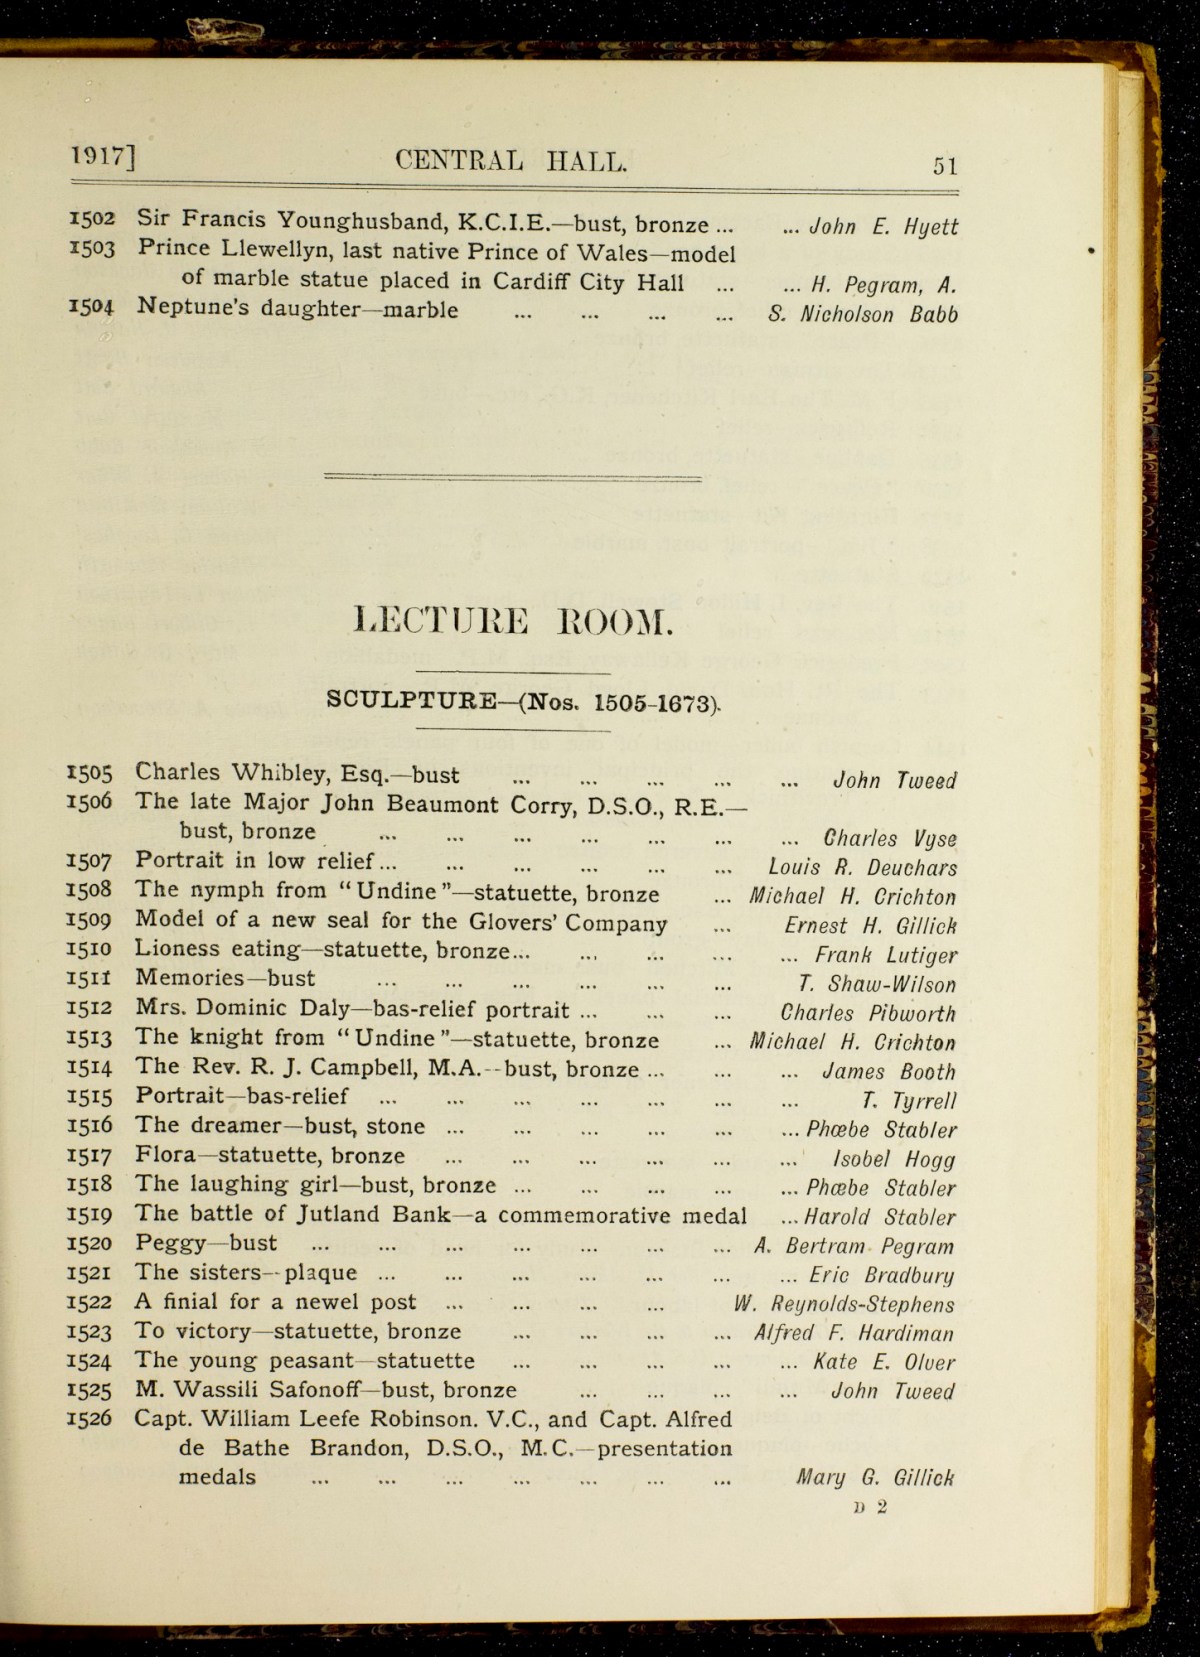 1917] CENTRAL HALL. 51
1502 Sir Francis Younghusband, K.C.I.E.—bust, bronze ... ... John E. Hyett
1503 Prince Llewellyn, last native Prince of Wales—model
of marble statue placed in Cardiff City Hall ... ... H. Pegram, A.
1504 Neptune's daughter—marble ... ... ... ... S. Nicholson Babb
LECTURE ROOM.
SCULPTURE—(Nos. 1505-1673).
1505 Charles Whibley, Esq.—bust ... ... ... ... ... John Tweed
1506 The late Major John Beaumont Corry, D.S.O., R.E.—
bust, bronze ... ... ... ... ... ... ... Charles Vyse
1507 Portrait in low relief ... ... ... ... ... ... Louis R. Deuchars
1508 The nymph from "Undine"—statuette, bronze ... Michael H. Crichton
1509 Model of a new seal for the Glovers' Company ... Ernest H. Gillick
1510 Lioness eating—statuette, bronze... ... ... ... ... Frank Lutiger
1511 Memories—bust ... ... ... ... ... ... T. Shaw-Wilson
1512 Mrs. Dominic Daly—bas-relief portrait ... ... ... Charles Pibworth
1513 The knight from "Undine"—statuette, bronze ... Michael H. Crichton
1514 The Rev. R. J. Campbell, M.A.--bust, bronze ... ... ... James Booth
1515 Portrait—bas-relief ... ... ... ... ... ... ... T. Tyrrell
1516 The dreamer—bust, stone ... ... ... ... ... ... Phœbe Stabler
1517 Flora—statuette, bronze ... ... ... ... ... ... Isobel Hogg
1518 The laughing girl—bust, bronze ... ... ... ... ... Phœbe Stabler
1519 The battle of Jutland Bank—a commemorative medal ... Harold Stabler
1520 Peggy—bust ... ... ... ... ... ... ... A. Bertram Pegram
1521 The sisters--plaque ... ... ... ... ... ... ... Eric Bradbury
1522 A finial for a newel post ... ... ... ... W. Reynolds-Stephens
1523 To victory—statuette, bronze ... ... ... ... Alfred F. Hardiman
1524 The young peasant—statuette ... ... ... ... ... Kate E. Olver
1525 M. Wassili Safonoff—bust, bronze ... ... ... ... John Tweed
1526 Capt. William Leefe Robinson. V.C., and Capt. Alfred
de Bathe Brandon, D.S.O., M.C.—presentation
medals ... ... ... ... ... ... ... Mary G. Gillick
D 2